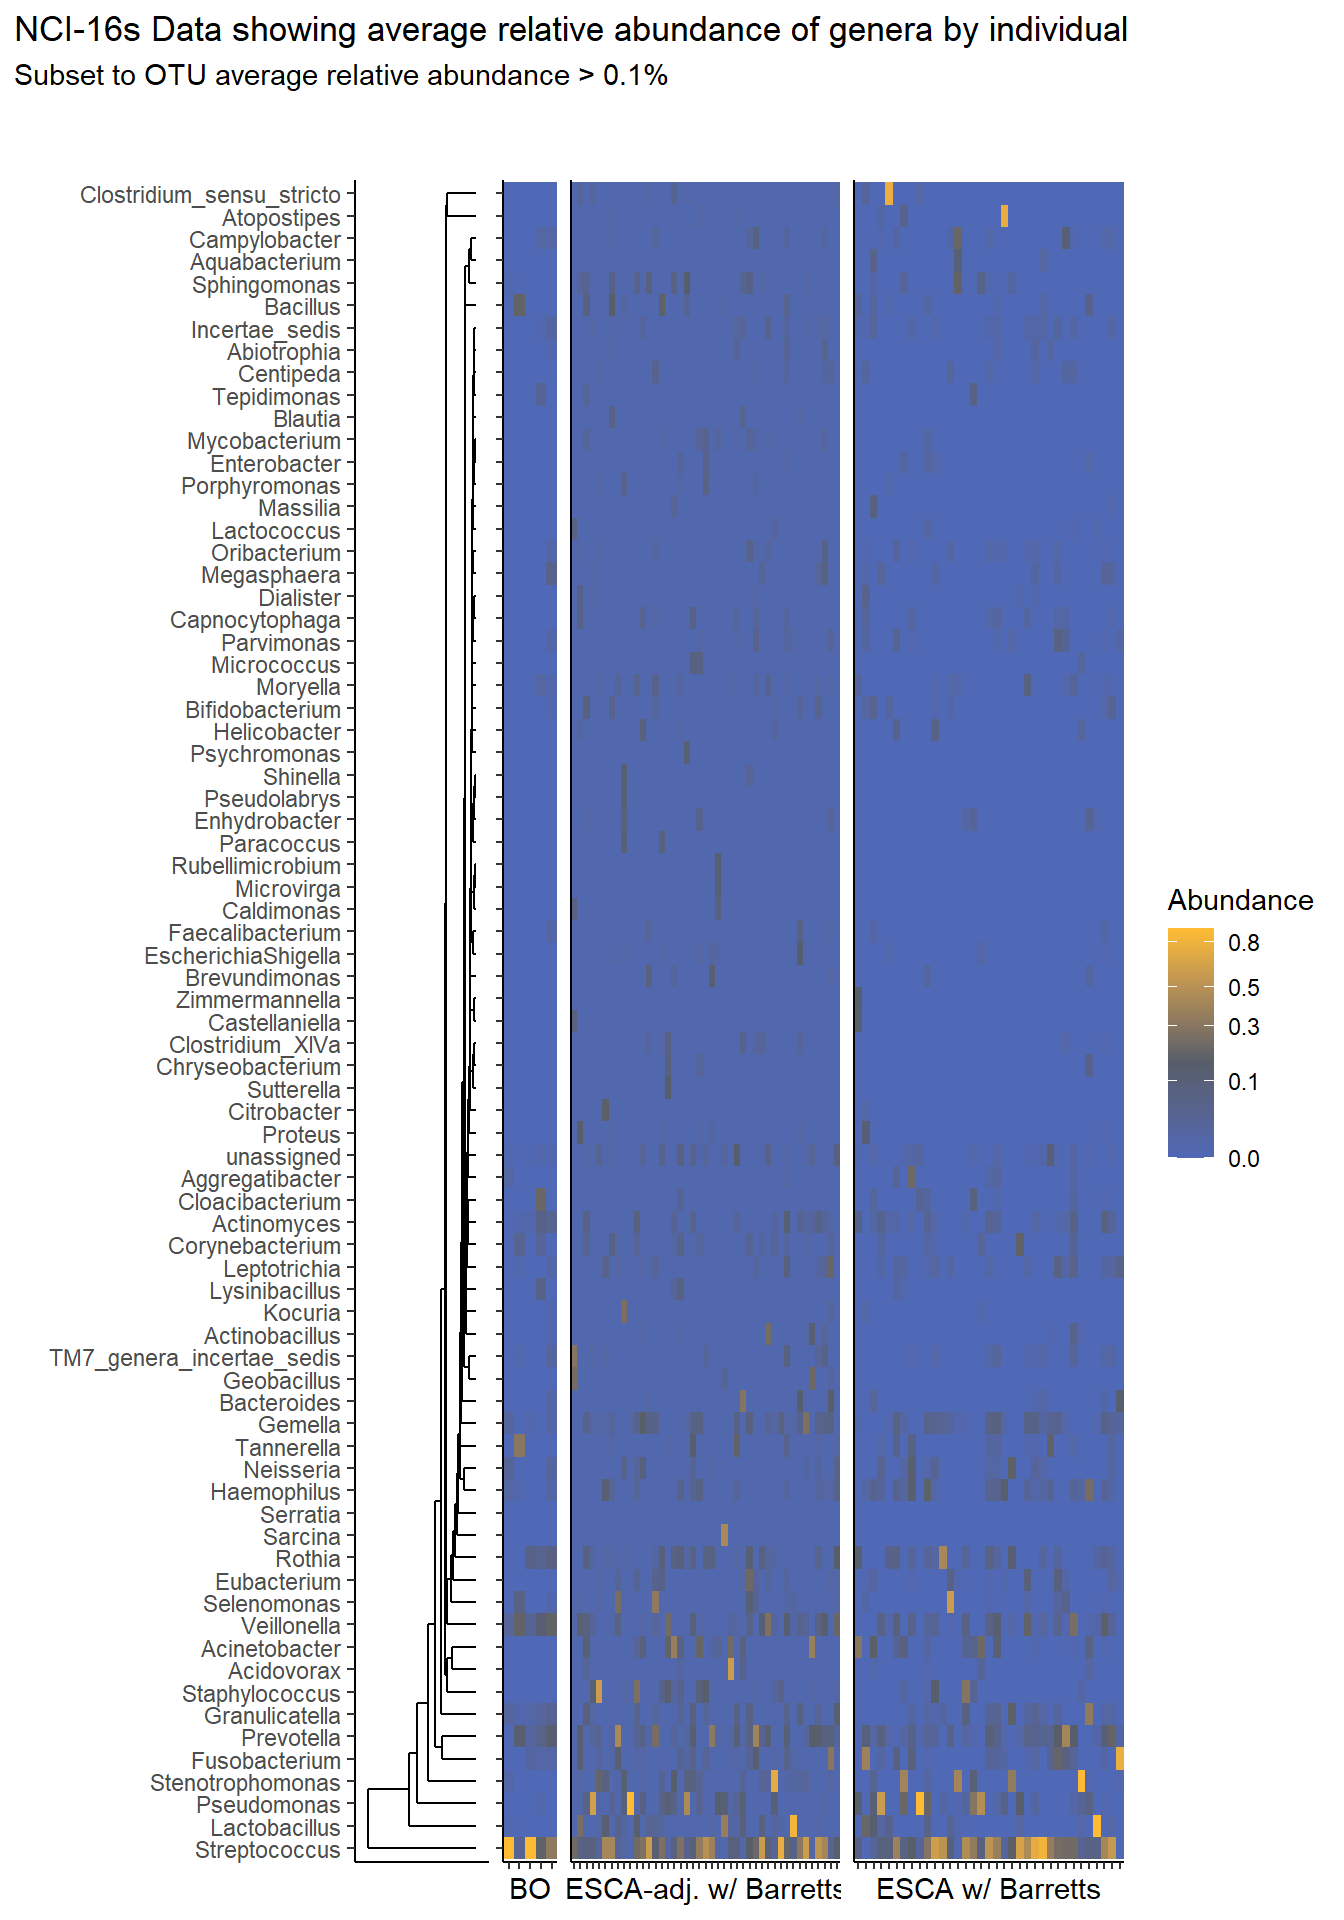 NCI-16s Data showing average relative abundance of genera by individual
Subset to OTU average relative abundance > 0.1%
Clostridium_sensu_stricto
Atopostipes
Campylobacter
Aquabacterium
Sphingomonas
Bacillus
Incertae_sedis
Abiotrophia
Centipeda
Tepidimonas
Blautia
Mycobacterium
Enterobacter
Porphyromonas
Massilia
Lactococcus
Oribacterium
Megasphaera
Dialister
Capnocytophaga
Parvimonas
Micrococcus
Moryella
Bifidobacterium
Helicobacter
Psychromonas
Shinella
Pseudolabrys
Enhydrobacter
Paracoccus
Rubellimicrobium
Microvirga
Caldimonas
Faecalibacterium
EscherichiaShigella
Brevundimonas
Zimmermannella
Castellaniella
Clostridium_XlVa
Chryseobacterium
Sutterella
Citrobacter
Proteus
unassigned
Aggregatibacter
Cloacibacterium
Actinomyces
Corynebacterium
Leptotrichia
Lysinibacillus
Kocuria
Actinobacillus
TM7_genera_incertae_sedis
Geobacillus
Bacteroides
Gemella
Tannerella
Neisseria
Haemophilus
Serratia
Sarcina
Rothia
Eubacterium
Selenomonas
Veillonella
Acinetobacter
Acidovorax
Staphylococcus
Granulicatella
Prevotella
Fusobacterium
Stenotrophomonas
Pseudomonas
Lactobacillus
Streptococcus
BO ESCA-adj. w/ Barretts ESCA w/ Barretts
Abundance
0.8
0.5
0.3
0.1
0.0